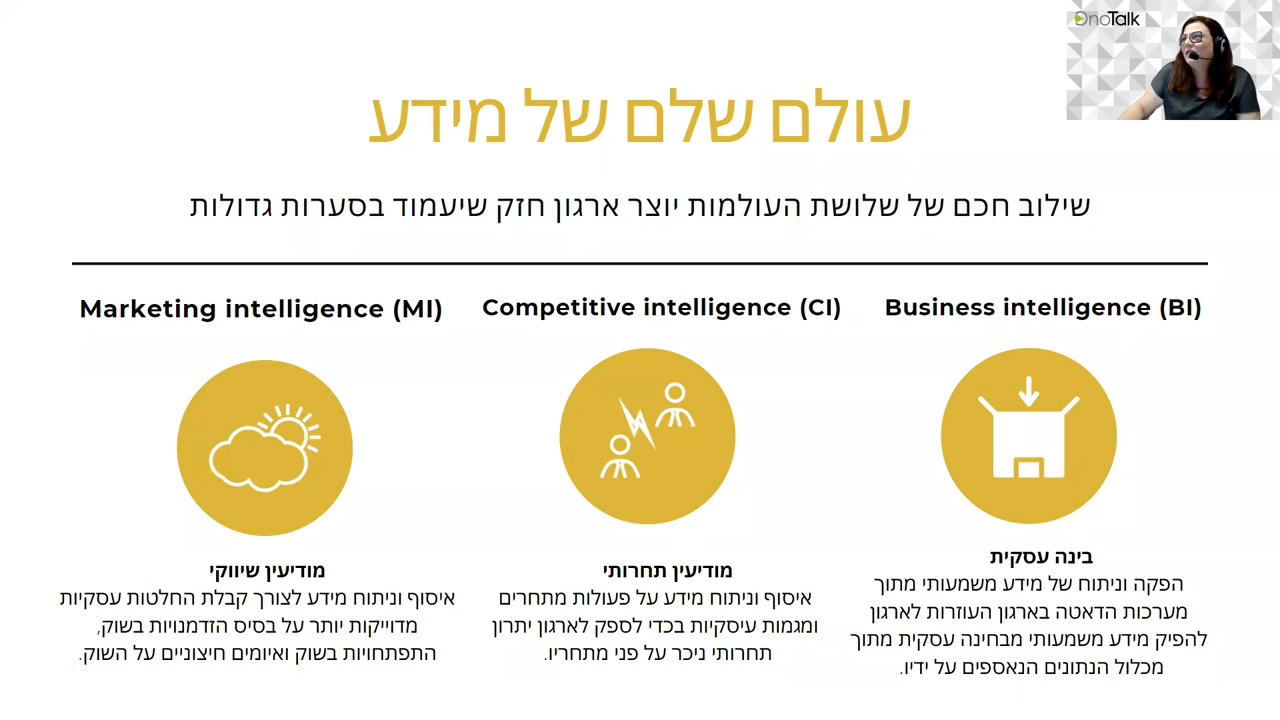 OnoTalk
עולם שלם של מידע
שילוב חכם של שלושת העולמות יוצר ארגון חזק שיעמוד בסערות גדולות
Business intelligence (BI)
בינה עסקית
הפקה וניתוח של מידע משמעותי מתוך
מערכות הדאטה בארגון העוזרות לארגון
להפיק מידע משמעותי מבחינה עסקית מתוך
מכלול הנתונים הנאספים על ידיו.
Competitive intelligence (CI)
מודיעין תחרותי
איסוף וניתוח מידע על פעולות מתחרים
ומגמות עיסקיות בכדי לספק לארגון יתרון
תחרותי ניכר על פני מתחריו.
Marketing intelligence (MI)
מודיעין שיווקי
איסוף וניתוח מידע לצורך קבלת החלטות עסקיות
מדוייקות יותר על בסיס הזדמנויות בשוק,
התפתחויות בשוק ואיומים חיצוניים על השוק.